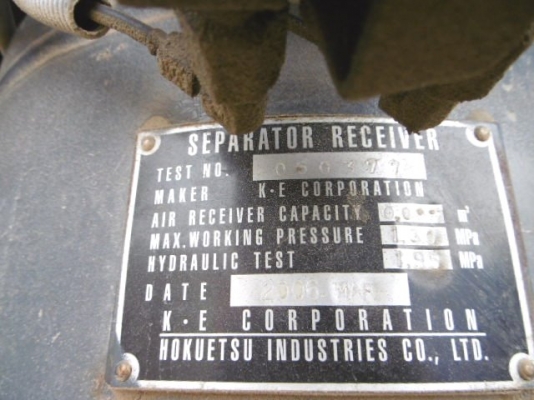 SEPARATOR RECEIVER
TEST NO.
MAKER K·E CORPORATION
AIR RECEIVER CAPACITY m³
MAX.WORKING PRESSURE MPa
HYDRAULIC TEST MPa
DATE
K·E CORPORATION
HOKUETSU INDUSTRIES CO., LTD.